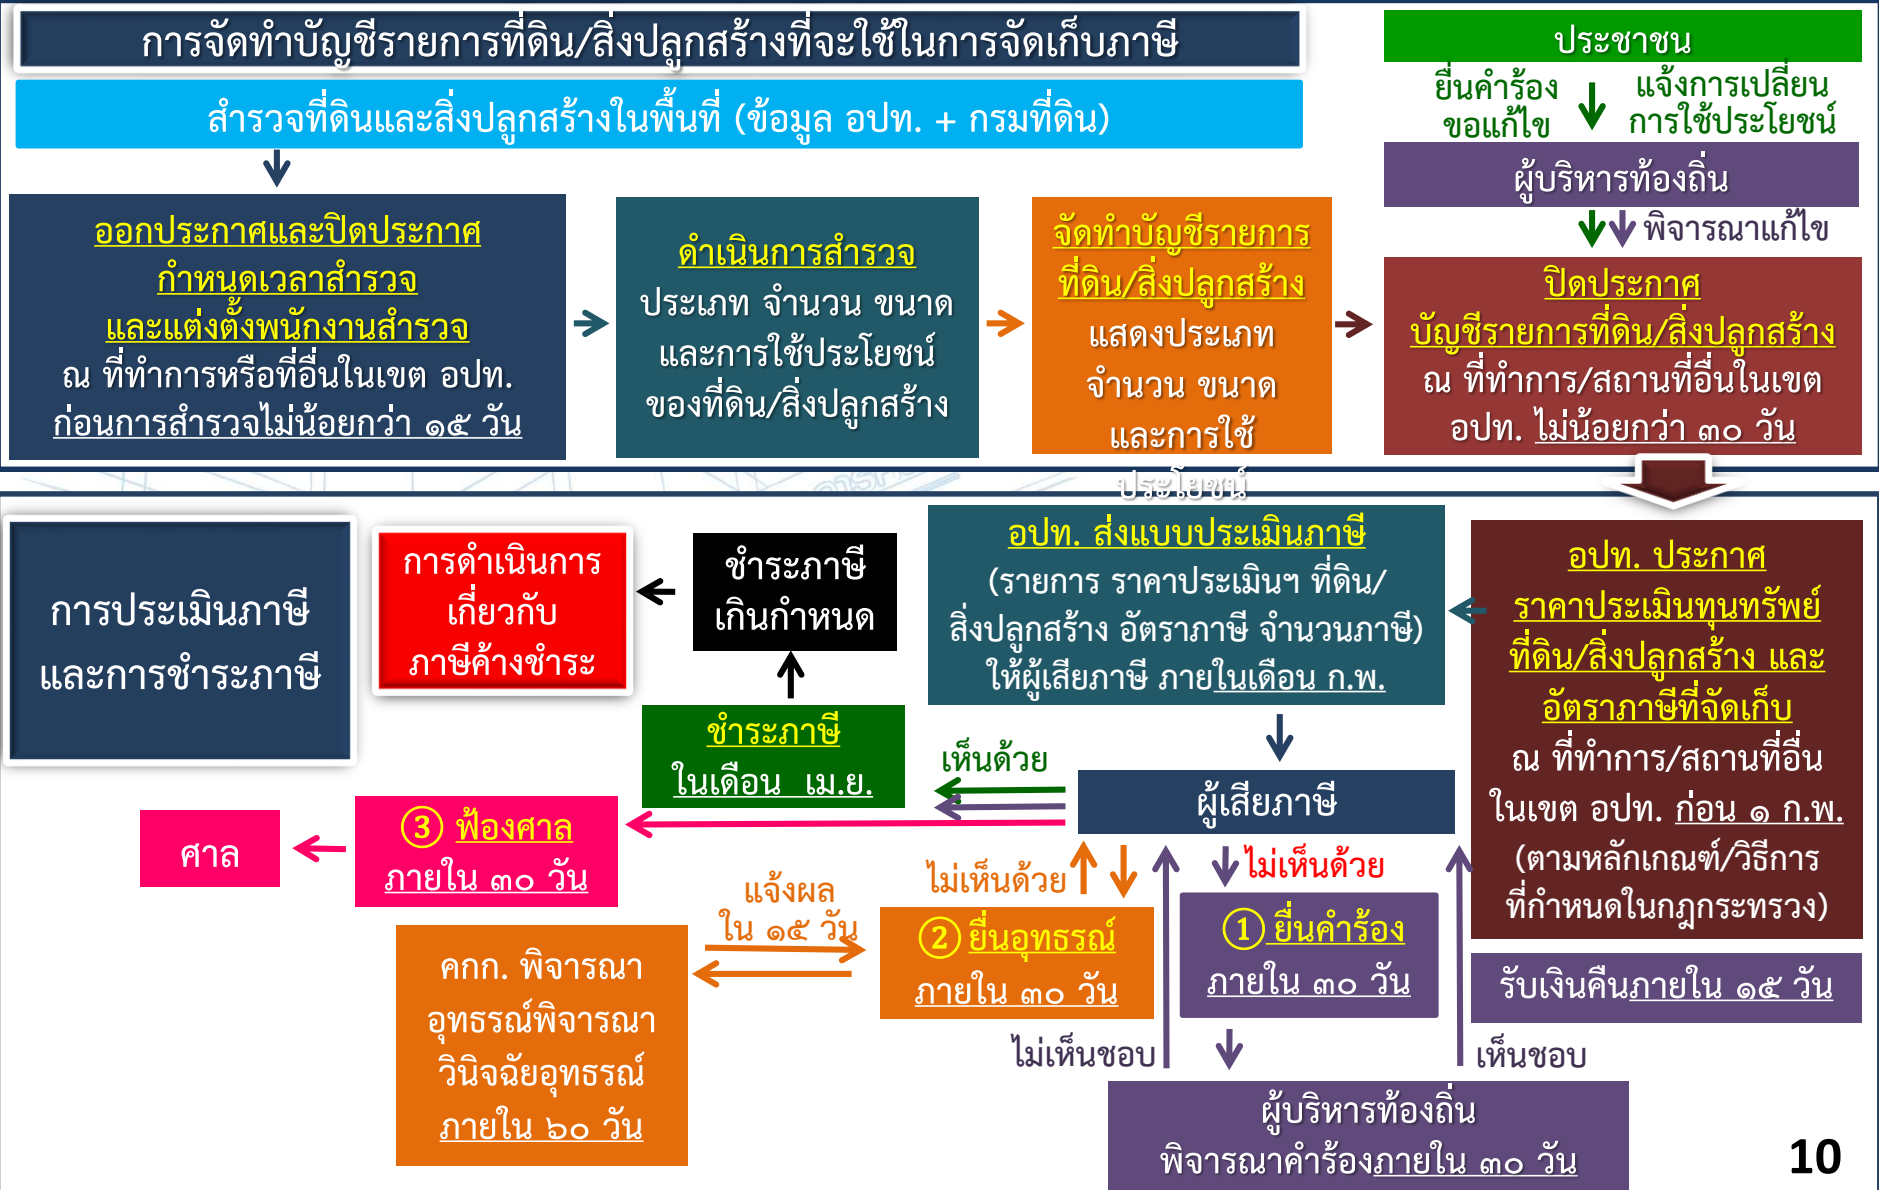 การจัดทำบัญชีรายการที่ดิน/สิ่งปลูกสร้างที่จะใช้ในการจัดเก็บภาษี
สำรวจที่ดินและสิ่งปลูกสร้างในพื้นที่ (ข้อมูล อปท. + กรมที่ดิน)
ออกประกาศและปิดประกาศ
กำหนดเวลาสำรวจ
และแต่งตั้งพนักงานสำรวจ
ณ ที่ทำการหรือที่อื่นในเขต อปท.
ก่อนการสำรวจไม่น้อยกว่า ๑๕ วัน
ดำเนินการสำรวจ
ประเภท จำนวน ขนาด
และการใช้ประโยชน์
ของที่ดิน/สิ่งปลูกสร้าง
จัดทำบัญชีรายการ
ที่ดิน/สิ่งปลูกสร้าง
แสดงประเภท
จำนวน ขนาด
และการใช้
ประโยชน์
ประชาชน
ยื่นคำร้อง
ขอแก้ไข
แจ้งการเปลี่ยน
การใช้ประโยชน์
ผู้บริหารท้องถิ่น
พิจารณาแก้ไข
ปิดประกาศ
บัญชีรายการที่ดิน/สิ่งปลูกสร้าง
ณ ที่ทำการ/สถานที่อื่นในเขต
อปท. ไม่น้อยกว่า ๓๐ วัน
การประเมินภาษี
และการชำระภาษี
การดำเนินการ
เกี่ยวกับ
ภาษีค้างชำระ
ชำระภาษี
เกินกำหนด
อปท. ส่งแบบประเมินภาษี
(รายการ ราคาประเมินฯ ที่ดิน/
สิ่งปลูกสร้าง อัตราภาษี จำนวนภาษี)
ให้ผู้เสียภาษี ภายในเดือน ก.พ.
อปท. ประกาศ
ราคาประเมินทุนทรัพย์
ที่ดิน/สิ่งปลูกสร้าง และ
อัตราภาษีที่จัดเก็บ
ณ ที่ทำการ/สถานที่อื่น
ในเขต อปท. ก่อน ๑ ก.พ.
(ตามหลักเกณฑ์/วิธีการ
ที่กำหนดในกฎกระทรวง)
ชำระภาษี
ในเดือน เม.ย.
เห็นด้วย
ผู้เสียภาษี
ศาล
③ ฟ้องศาล
ภายใน ๓๐ วัน
ไม่เห็นด้วย
ไม่เห็นด้วย
แจ้งผล
ใน ๑๕ วัน
② ยื่นอุทธรณ์
ภายใน ๓๐ วัน
① ยื่นคำร้อง
ภายใน ๓๐ วัน
รับเงินคืนภายใน ๑๕ วัน
คกก. พิจารณา
อุทธรณ์พิจารณา
วินิจฉัยอุทธรณ์
ภายใน ๖๐ วัน
ไม่เห็นชอบ
เห็นชอบ
ผู้บริหารท้องถิ่น
พิจารณาคำร้องภายใน ๓๐ วัน
10